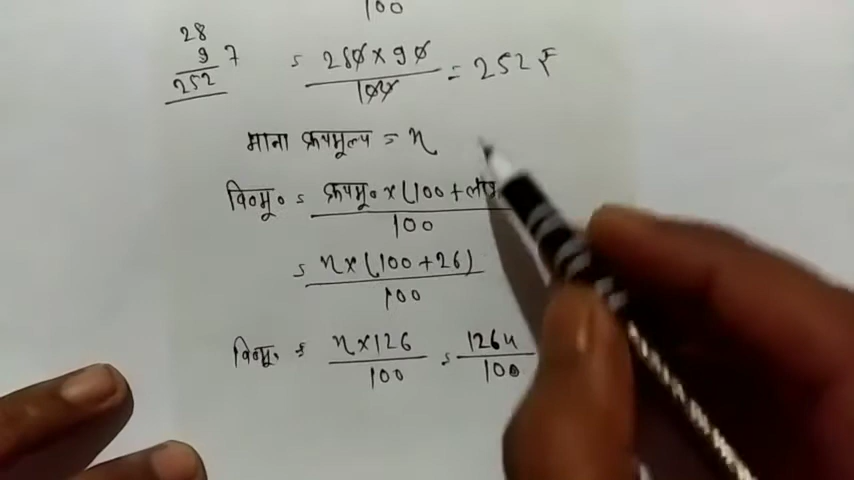 100
28
9 7
252
= 280 × 90 / 100 = 252 ₹
माना क्रयमूल्य = x
वि०मू० = क्रयमू० × (100 + लाभ / 100
= x × (100 + 26) / 100
वि०मू० = x × 126 / 100 = 126x / 100